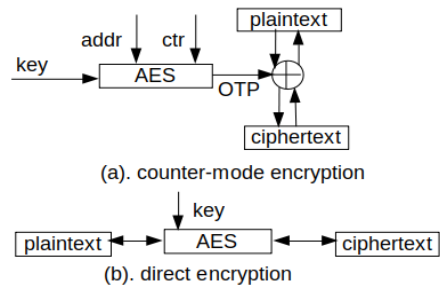 plaintext
addr ctr
key
AES
OTP
ciphertext
(a). counter-mode encryption
key
plaintext AES ciphertext
(b). direct encryption